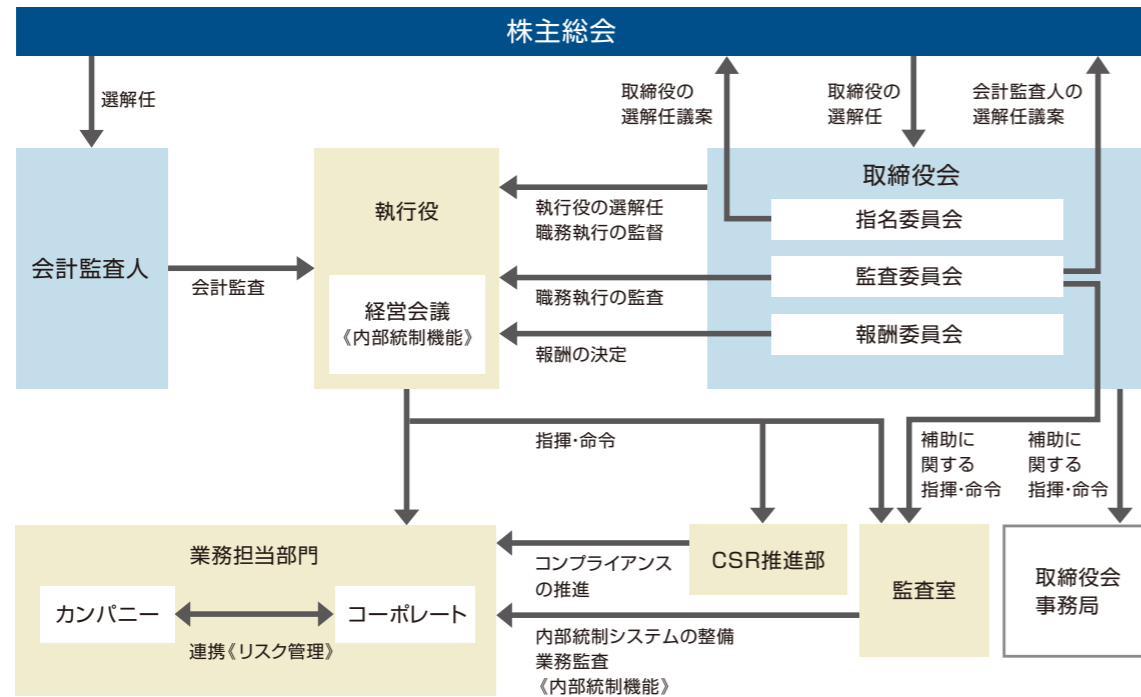 株主総会
選解任
取締役の
選解任議案
取締役の
選解任
会計監査人の
選解任議案
会計監査人
会計監査
執行役
経営会議
《内部統制機能》
執行役の選解任
職務執行の監督
職務執行の監査
報酬の決定
取締役会
指名委員会
監査委員会
報酬委員会
指揮・命令
補助に
関する
指揮・命令
補助に
関する
指揮・命令
業務担当部門
カンパニー
コーポレート
連携《リスク管理》
コンプライアンス
の推進
CSR推進部
監査室
取締役会
事務局
内部統制システムの整備
業務監査
《内部統制機能》